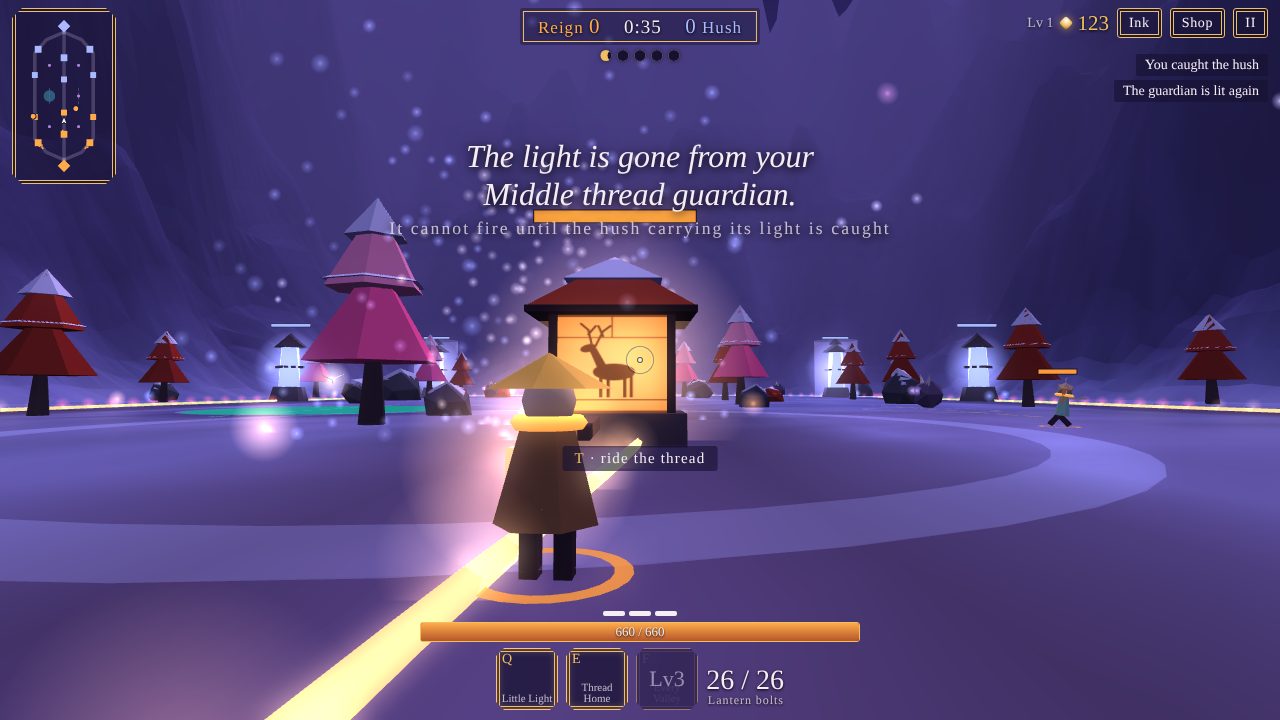 Reign 0 0:35 0 Hush
Lv 1 123 Ink Shop II
You caught the hush
The guardian is lit again
The light is gone from your
Middle thread guardian.
It cannot fire until the hush carrying its light is caught
T · ride the thread
660 / 660
Q Little Light
E Thread Home
Lv3
26 / 26
Lantern bolts